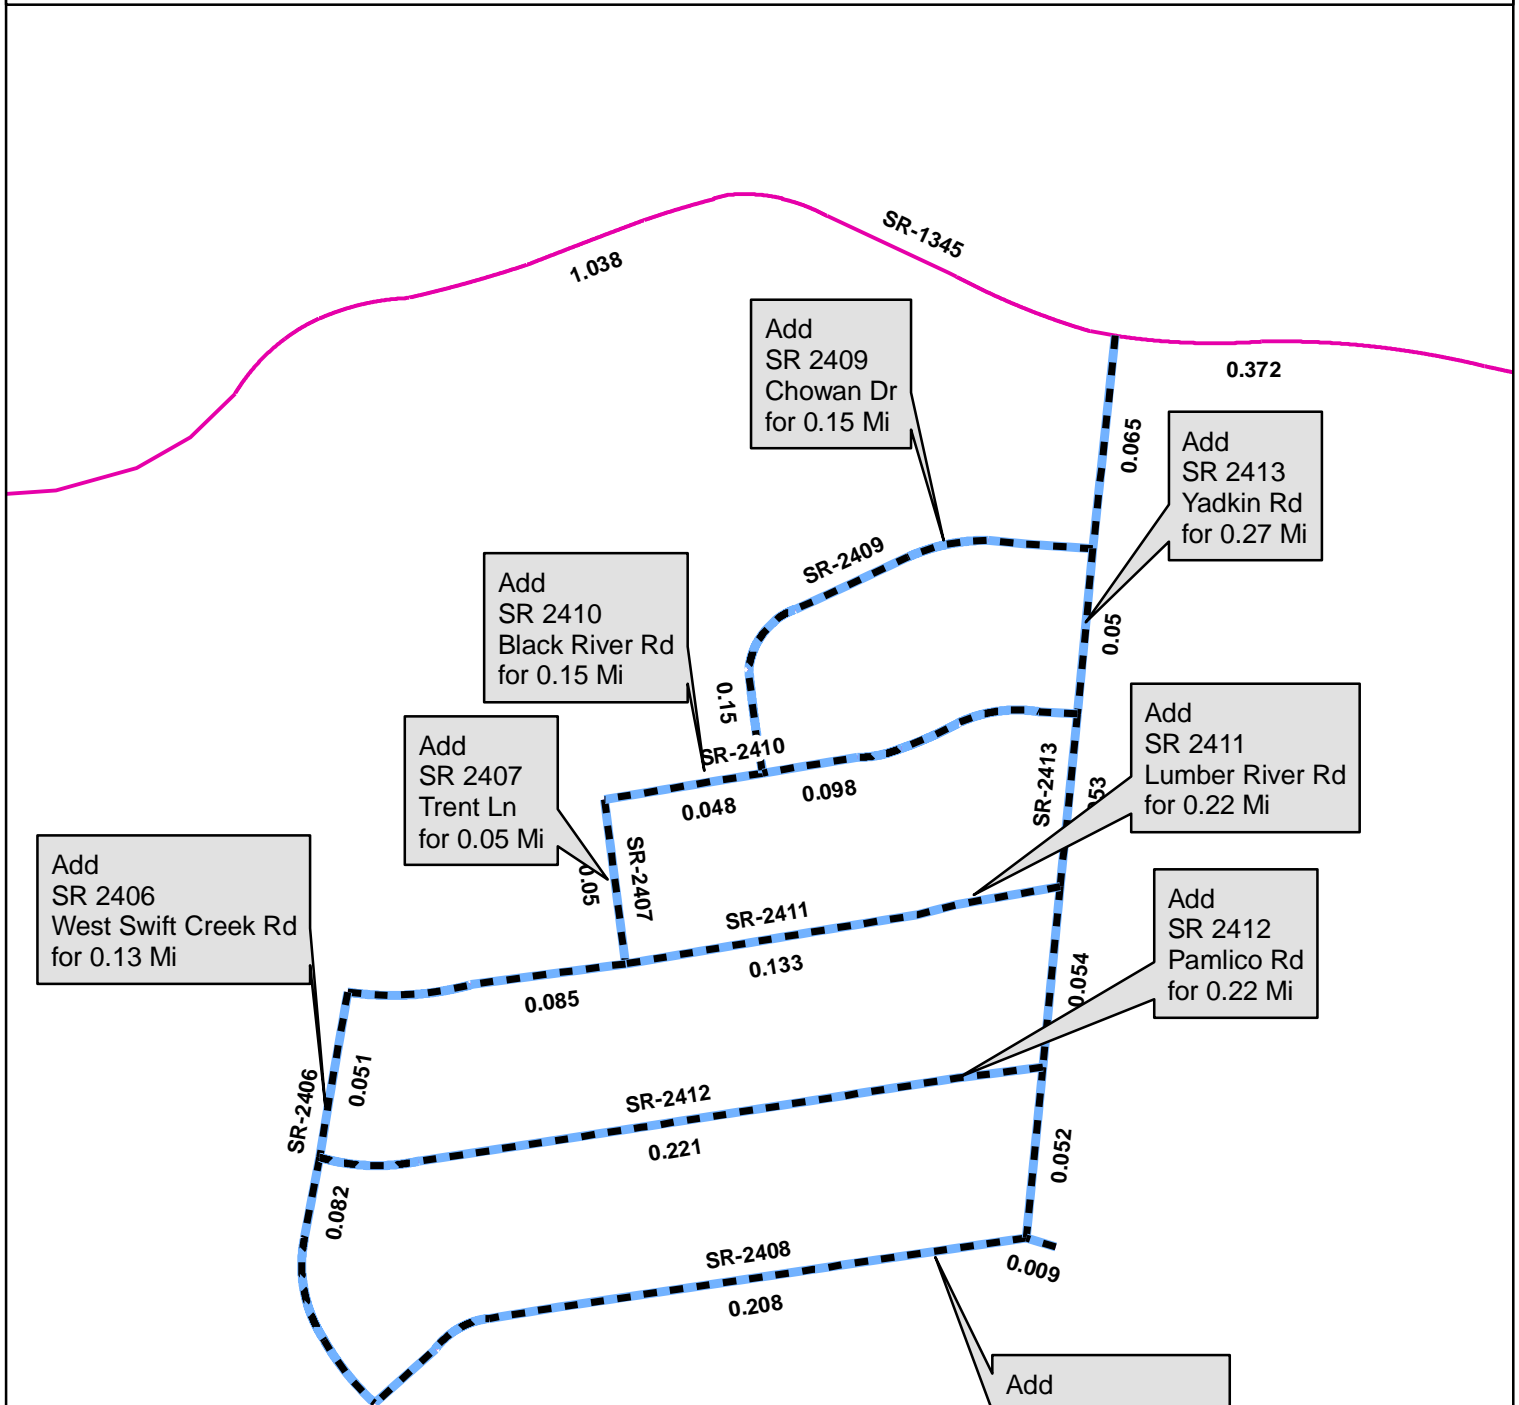 SR-1345
1.038
0.372
Add
SR 2409
Chowan Dr
for 0.15 Mi
0.065
Add
SR 2413
Yadkin Rd
for 0.27 Mi
SR-2409
0.05
Add
SR 2410
Black River Rd
for 0.15 Mi
0.15
SR-2410
0.048
0.098
Add
SR 2407
Trent Ln
for 0.05 Mi
SR-2407
SR-2413
Add
SR 2411
Lumber River Rd
for 0.22 Mi
Add
SR 2406
West Swift Creek Rd
for 0.13 Mi
SR-2411
0.133
0.085
Add
SR 2412
Pamlico Rd
for 0.22 Mi
0.054
SR-2406
0.051
SR-2412
0.221
0.052
0.082
SR-2408
0.208
0.009
Add